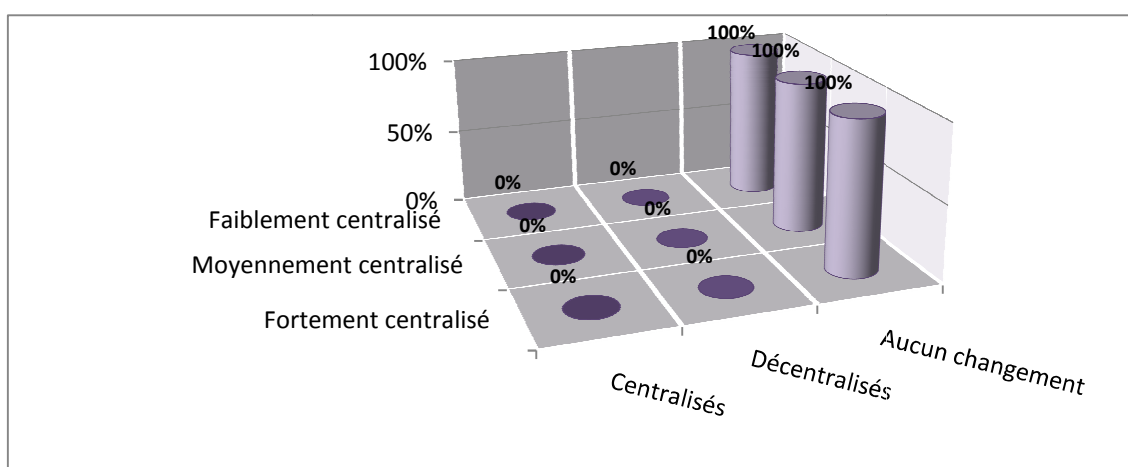 100%
100%
100%
100%
50%
0%
0%
0%
0%
0%
0%
0%
Faiblement centralisé
Moyennement centralisé
Fortement centralisé
Centralisés
Décentralisés
Aucun changement